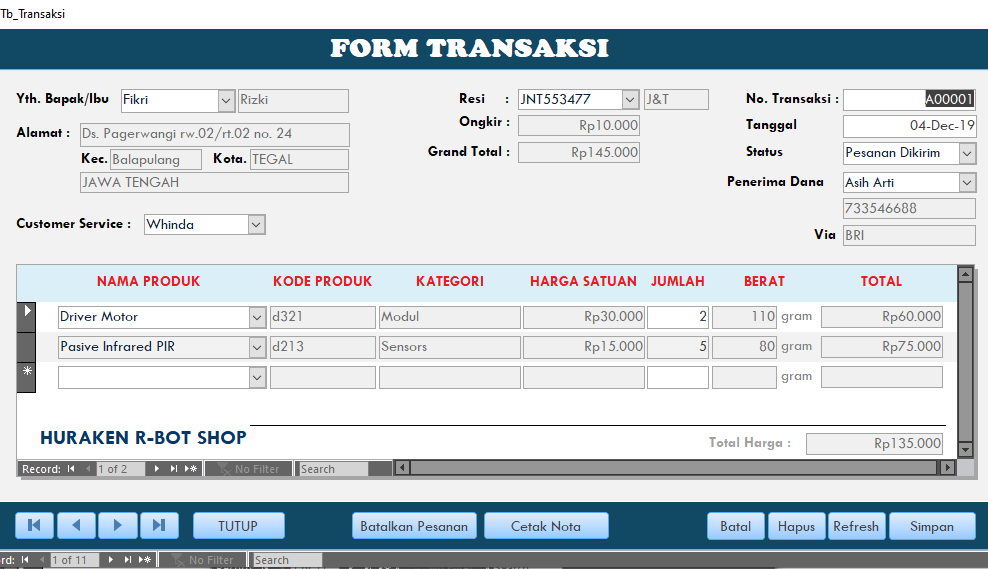 Tb_Transaksi
FORM TRANSAKSI
Yth. Bapak/Ibu Fikri Rizki Resi : JNT553477 J&T No. Transaksi : A00001
Ongkir : Rp10.000 Tanggal 04-Dec-19
Alamat : Ds. Pagerwangi rw.02/rt.02 no. 24
Kec. Balapulang Kota. TEGAL Grand Total : Rp145.000 Status Pesanan Dikirim
JAWA TENGAH Penerima Dana Asih Arti
733546688
Customer Service : Whinda Via BRI
NAMA PRODUK KODE PRODUK KATEGORI HARGA SATUAN JUMLAH BERAT TOTAL
Driver Motor d321 Modul Rp30.000 2 110 gram Rp60.000
Pasive Infrared PIR d213 Sensors Rp15.000 5 80 gram Rp75.000
gram
HURAKEN R-BOT SHOP Total Harga : Rp135.000
Record: 1 of 2 No Filter Search
TUTUP Batalkan Pesanan Cetak Nota Batal Hapus Refresh Simpan
rd: 1 of 11 No Filter Search